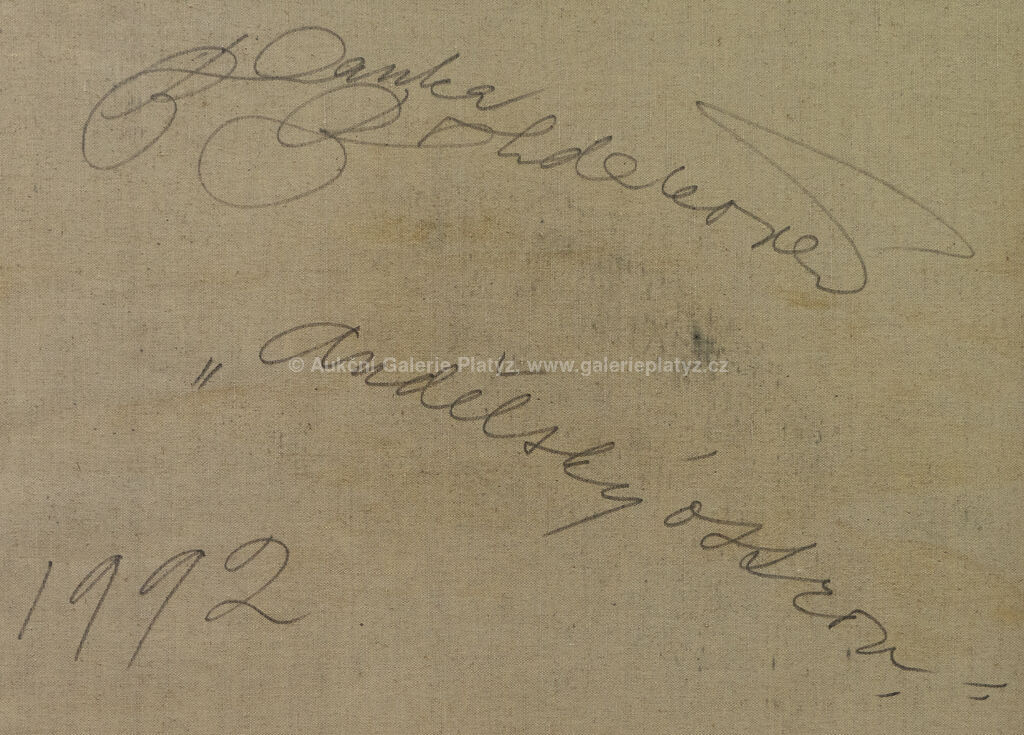 Blanka
Bohdanová
„Andělský ostrov"
© Aukční Galerie Platýz, www.galerieplatyz.cz
1992